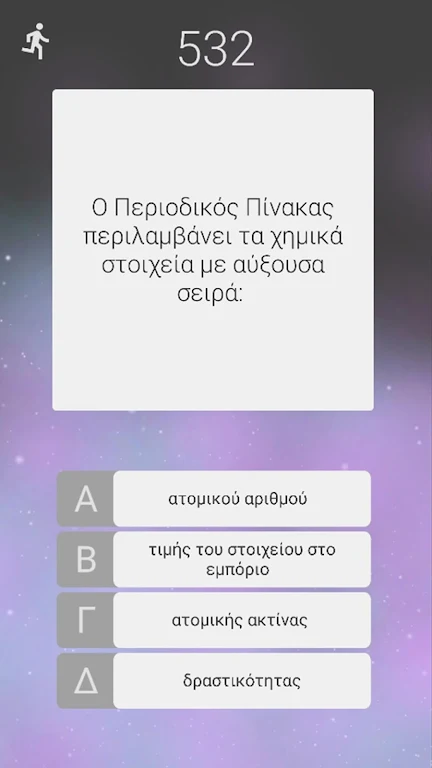 532
Ο Περιοδικός Πίνακας
περιλαμβάνει τα χημικά
στοιχεία με αύξουσα
σειρά:
Α ατομικού αριθμού
Β τιμής του στοιχείου στο
εμπόριο
Γ ατομικής ακτίνας
Δ δραστικότητας